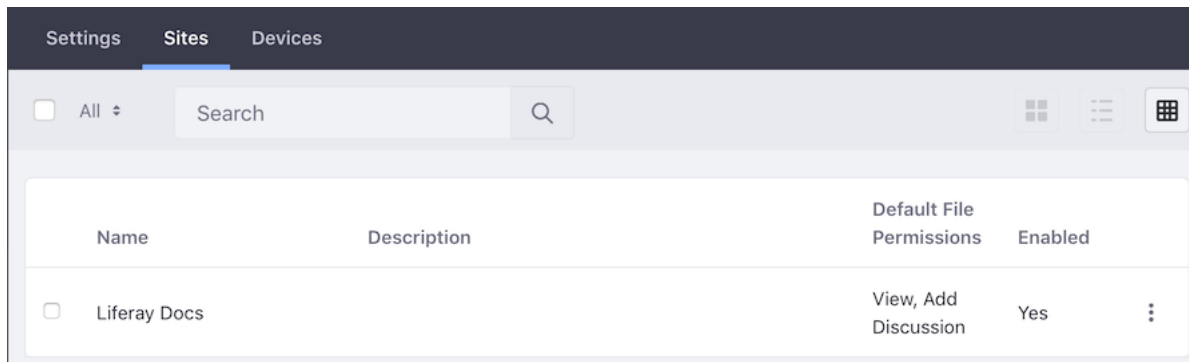 Settings Sites Devices
All Search
Default File
Name Description Permissions Enabled
View, Add
Liferay Docs Discussion Yes